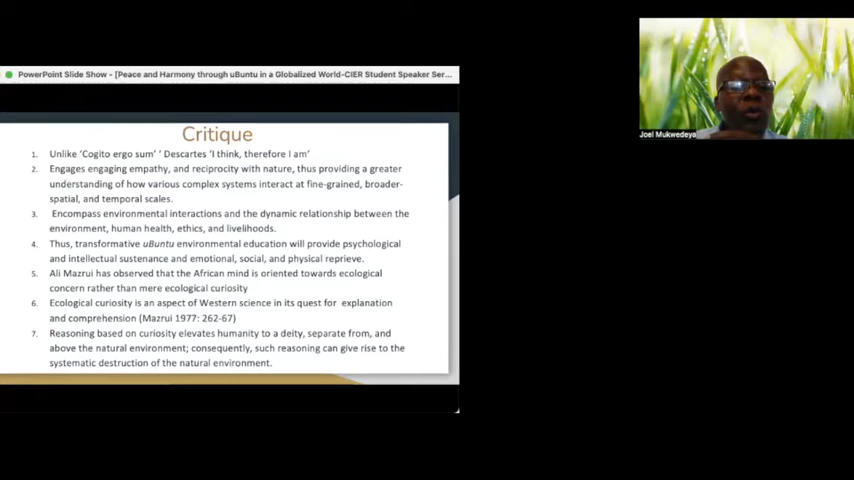 PowerPoint Slide Show - [Peace and Harmony through uBuntu in a Globalized World-CIER Student Speaker Ser...
Critique
1. Unlike 'Cogito ergo sum' ' Descartes 'I think, therefore I am'
2. Engages engaging empathy, and reciprocity with nature, thus providing a greater
understanding of how various complex systems interact at fine-grained, broader-
spatial, and temporal scales.
3. Encompass environmental interactions and the dynamic relationship between the
environment, human health, ethics, and livelihoods.
4. Thus, transformative uBuntu environmental education will provide psychological
and intellectual sustenance and emotional, social, and physical reprieve.
5. Ali Mazrui has observed that the African mind is oriented towards ecological
concern rather than mere ecological curiosity
6. Ecological curiosity is an aspect of Western science in its quest for explanation
and comprehension (Mazrui 1977: 262-67)
7. Reasoning based on curiosity elevates humanity to a deity, separate from, and
above the natural environment; consequently, such reasoning can give rise to the
systematic destruction of the natural environment.
Joel Mukwedeya